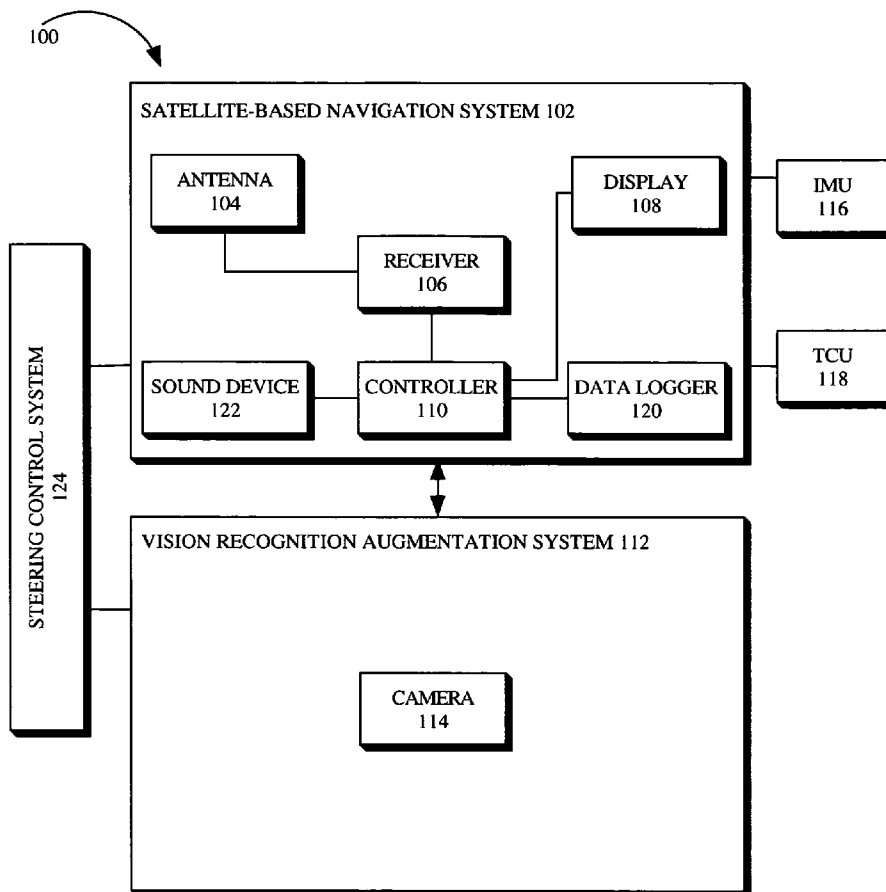 100
SATELLITE-BASED NAVIGATION SYSTEM 102
ANTENNA
104
DISPLAY
108
IMU
116
RECEIVER
106
TCU
118
SOUND DEVICE
122
CONTROLLER
110
DATA LOGGER
120
STEERING CONTROL SYSTEM
124
VISION RECOGNITION AUGMENTATION SYSTEM 112
CAMERA
114